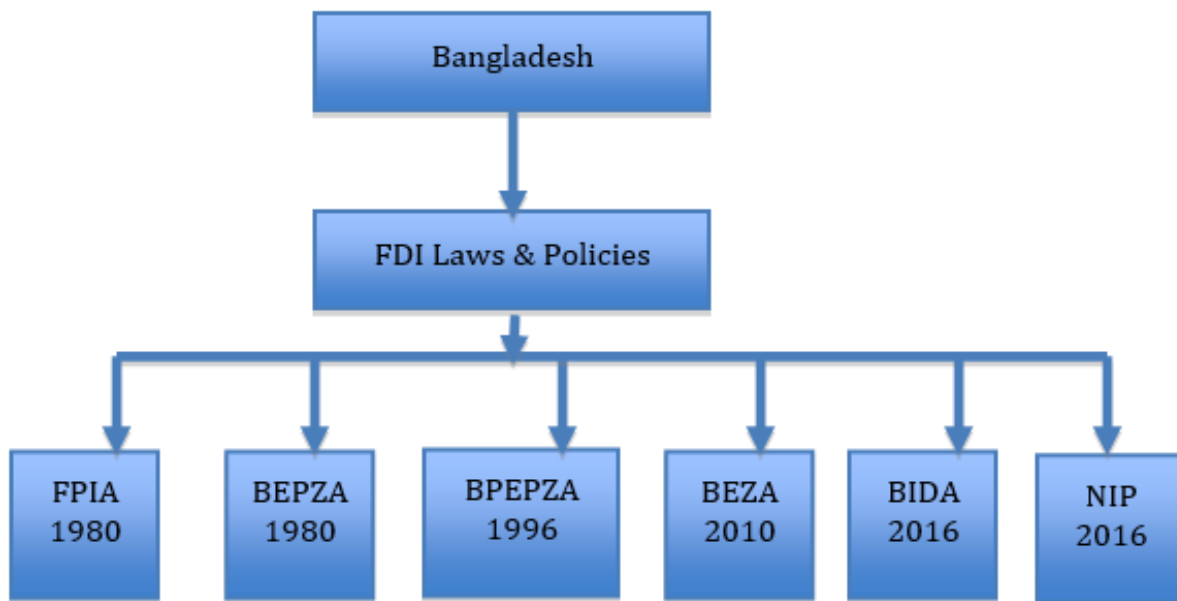 Bangladesh
FDI Laws & Policies
FPIA
1980
BEPZA
1980
BPEPZA
1996
BEZA
2010
BIDA
2016
NIP
2016